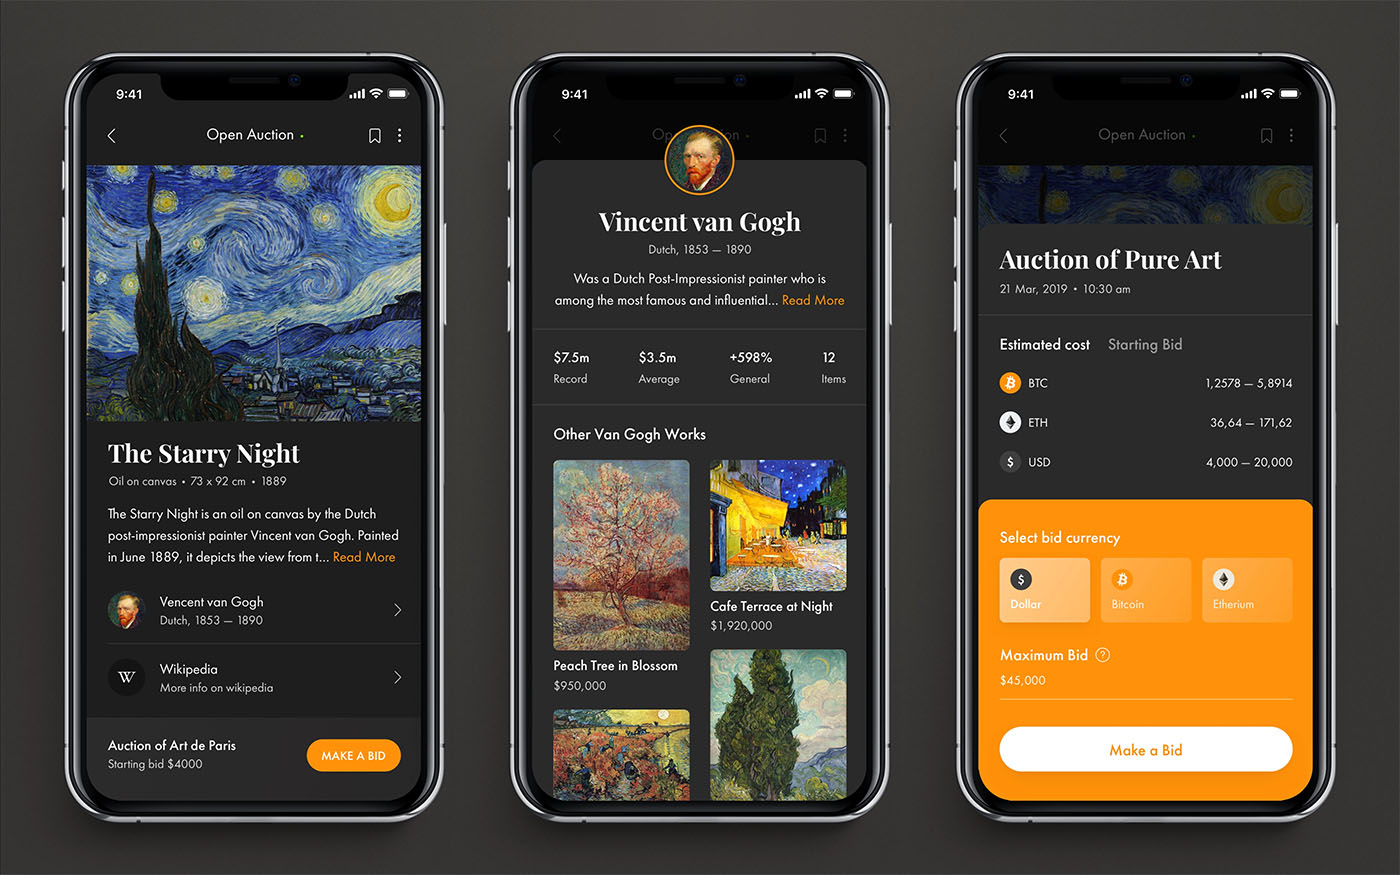 9:41
Open Auction
The Starry Night
Oil on canvas • 73 x 92 cm • 1889
The Starry Night is an oil on canvas by the Dutch
post-impressionist painter Vincent van Gogh. Painted
in June 1889, it depicts the view from t... Read More
Vencent van Gogh
Dutch, 1853 — 1890
W
Wikipedia
More info on wikipedia
Auction of Art de Paris
Starting bid $4000
MAKE A BID
9:41
Open Auction
Vincent van Gogh
Dutch, 1853 — 1890
Was a Dutch Post-Impressionist painter who is
among the most famous and influential... Read More
$7.5m $3.5m +598% 12
Record Average General Items
Other Van Gogh Works
Cafe Terrace at Night
$1,920,000
Peach Tree in Blossom
$950,000
9:41
Open Auction
Auction of Pure Art
21 Mar, 2019 • 10:30 am
Estimated cost Starting Bid
BTC 1,2578 — 5,8914
ETH 36,64 — 171,62
$ USD 4,000 — 20,000
Select bid currency
$
Dollar Bitcoin Etherium
Maximum Bid ?
$45,000
Make a Bid